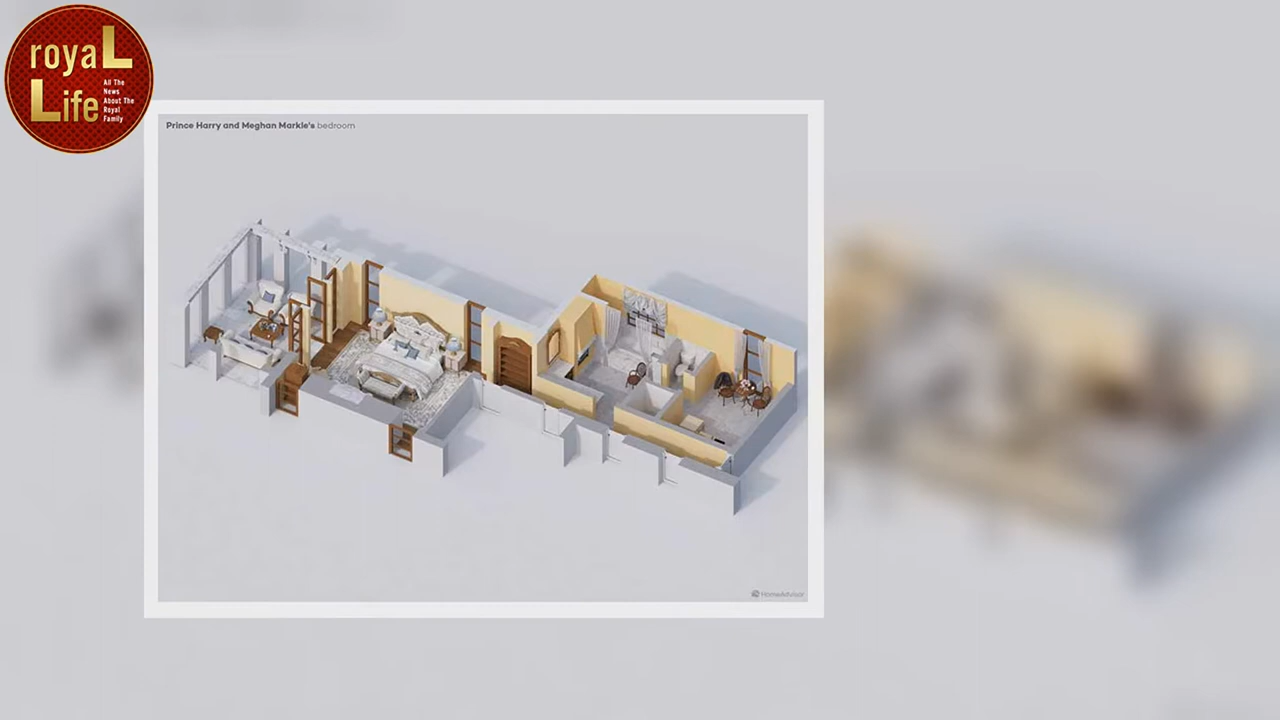 royaL
Life
All The
News
About The
Royal
Family
Prince Harry and Meghan Markle's bedroom
HomeAdvisor